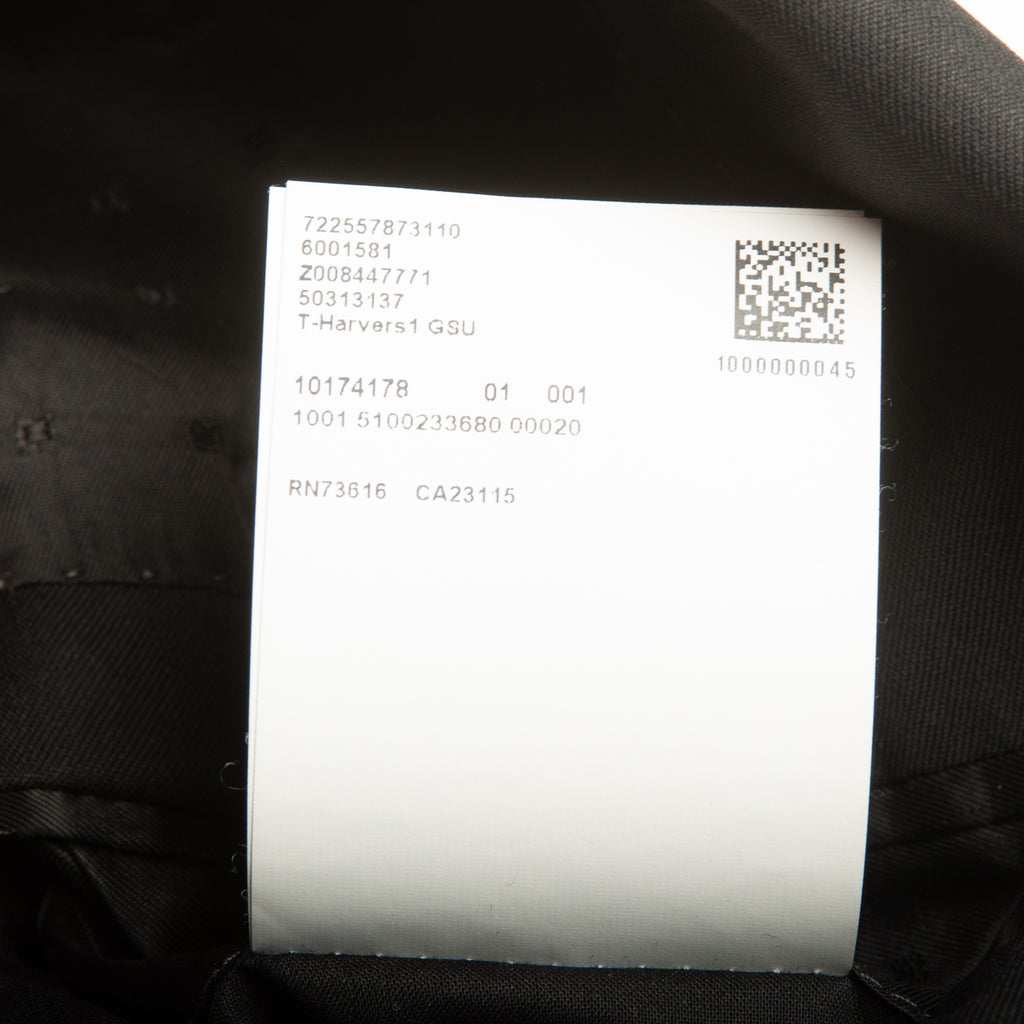 722557873110
6001581
Z008447771
50313137
T-Harvers1 GSU
1000000045
10174178 01 001
1001 5100233680 00020
RN73616 CA23115